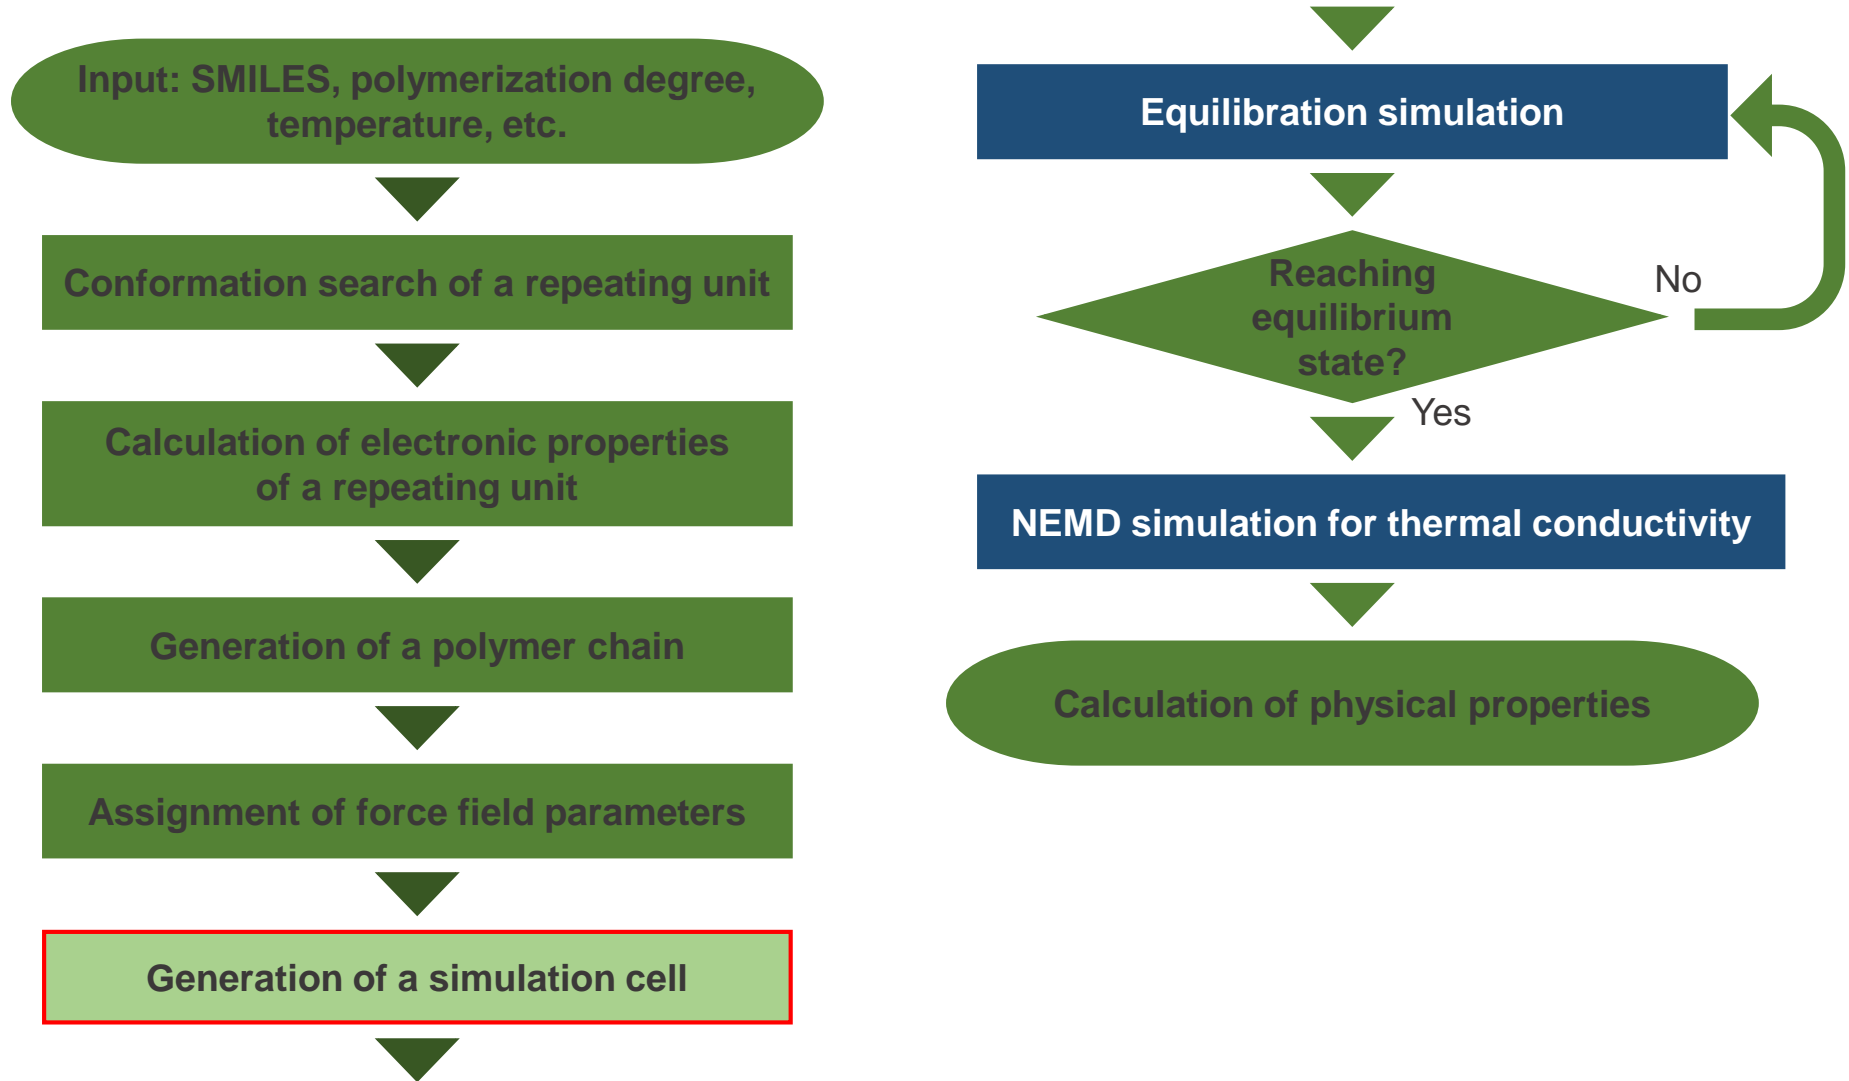 Input: SMILES, polymerization degree,
temperature, etc.
Conformation search of a repeating unit
Calculation of electronic properties
of a repeating unit
Generation of a polymer chain
Assignment of force field parameters
Generation of a simulation cell
Equilibration simulation
Reaching
equilibrium
state?
No
Yes
NEMD simulation for thermal conductivity
Calculation of physical properties